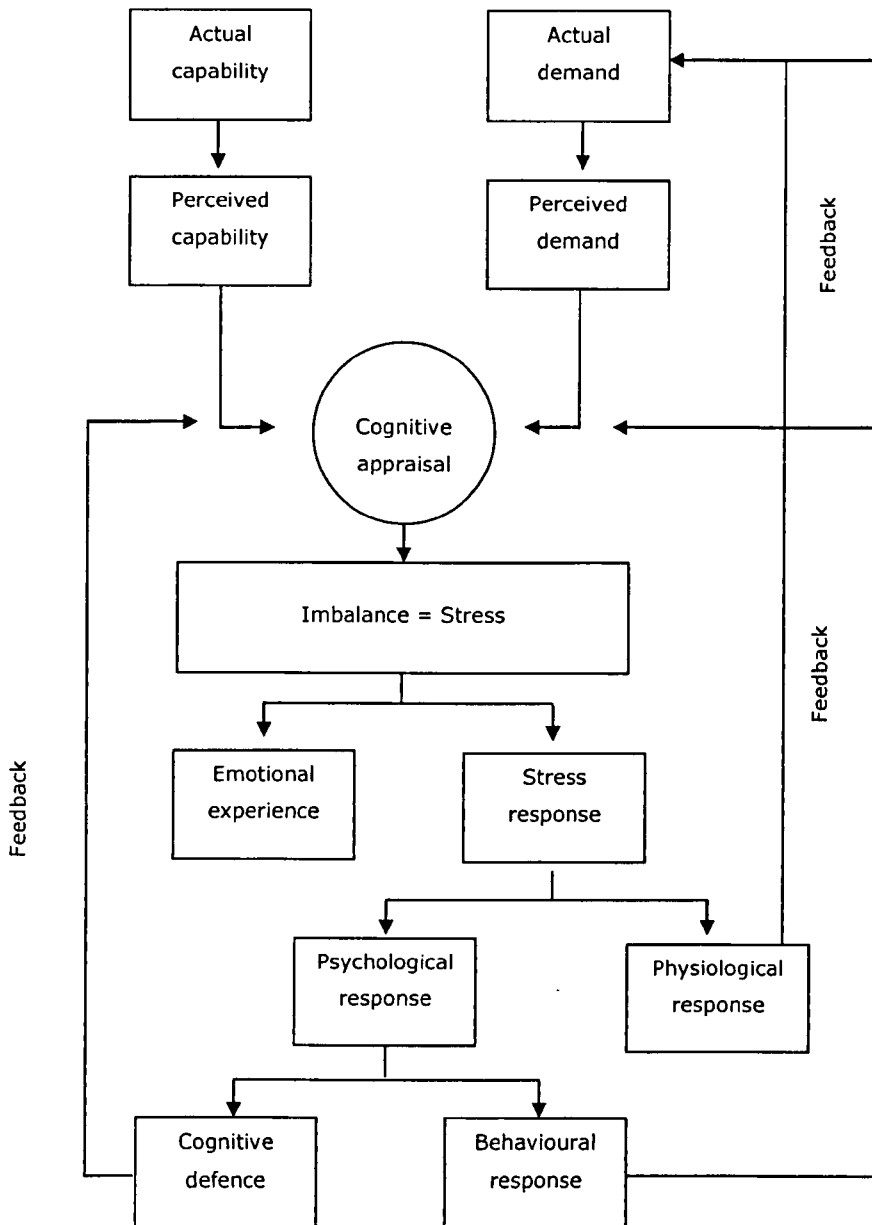 Actual
capability
Actual
demand
Perceived
capability
Perceived
demand
Feedback
Cognitive
appraisal
Imbalance = Stress
Feedback
Emotional
experience
Stress
response
Feedback
Psychological
response
Physiological
response
Cognitive
defence
Behavioural
response